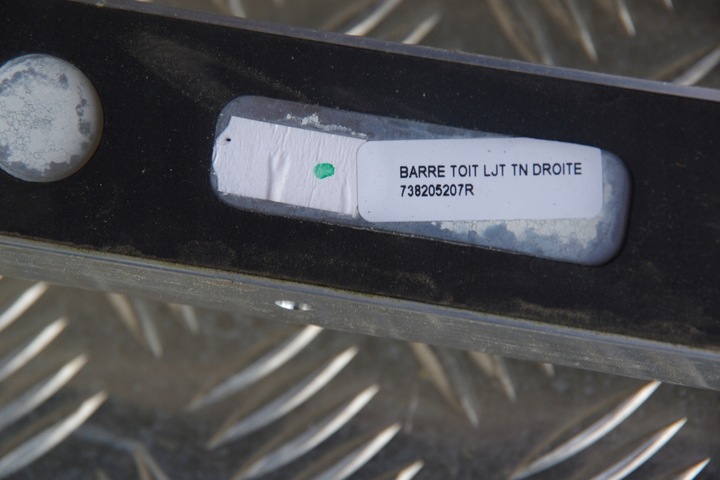 BARRE TOIT LJT TN DROITE
738205207R